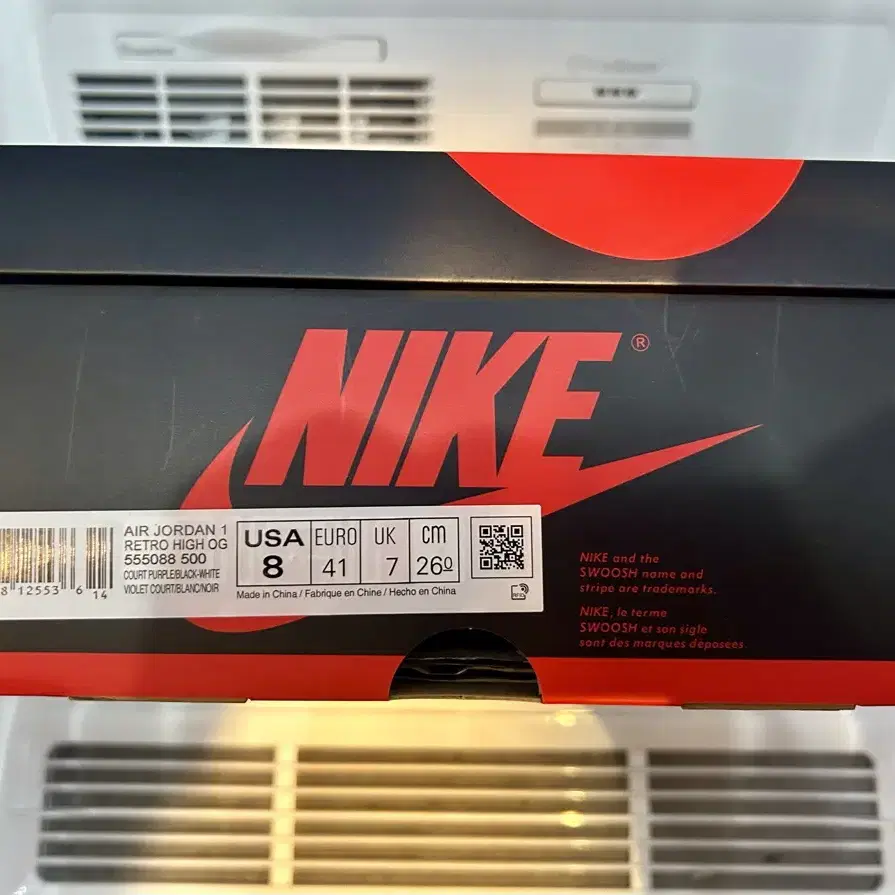 NIKE ®
AIR JORDAN 1
RETRO HIGH OG
555088 500
COURT PURPLE/BLACK-WHITE
VIOLET COURT/BLANC/NOIR
USA
8
EURO
41
UK
7
CM
26⁰
8 12553 6 14
Made in China / Fabriqué en Chine / Hecho en China
RFID
NIKE and the
SWOOSH name and
stripe are trademarks.
NIKE, le terme
SWOOSH et son sigle
sont des marques déposées.